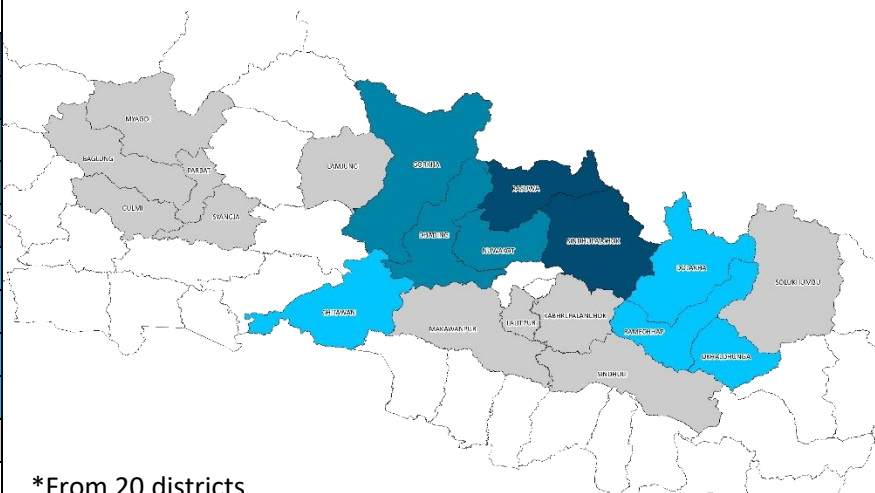 MYAGDI
BAGLUNG
PARBAT
GULMI
SYANGJA
LAMJUNG
GORKHA
DHADING
RASUWA
NUWAKOT
SINDHUPALCHOK
DOLAKHA
SOLUKHUMBU
CHITAWAN
MAKAWANPUR
LALITPUR
KABHREPALANCHOK
RAMECHHAP
OKHALDHUNGA
SINDHULI
*From 20 districts